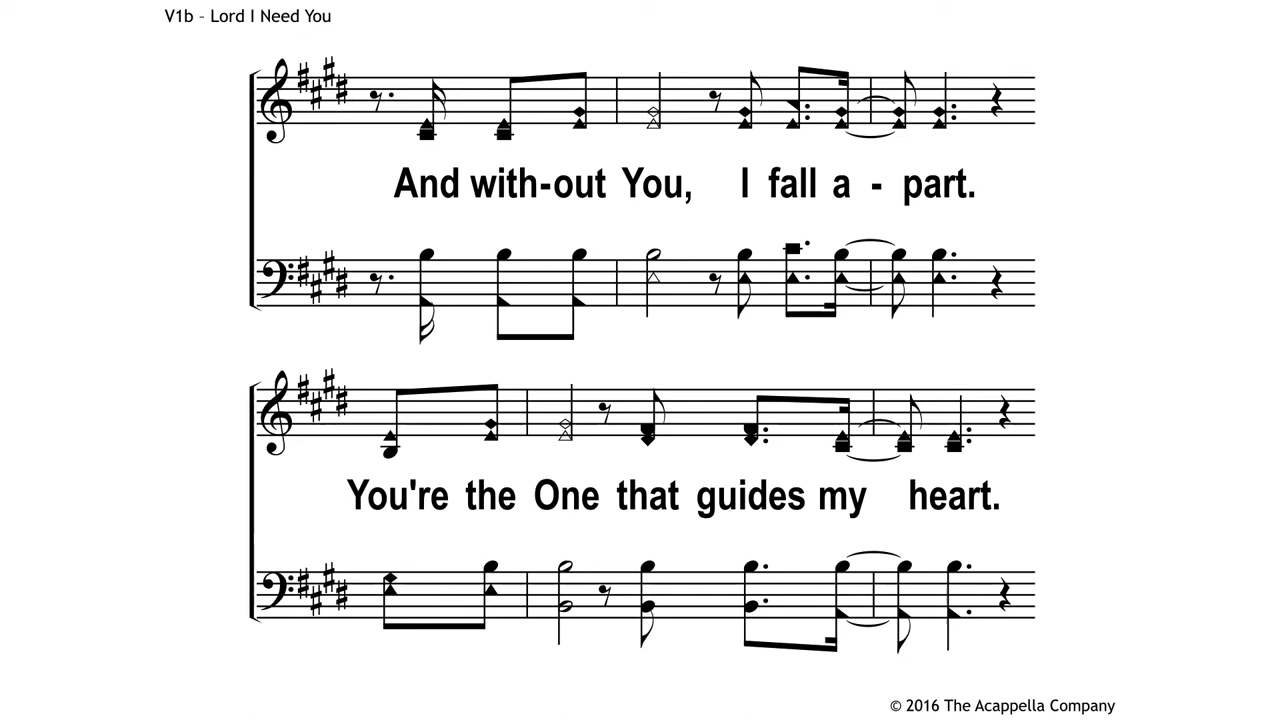 V1b – Lord I Need You
And with-out You, I fall a - part.
You're the One that guides my heart.
© 2016 The Acappella Company